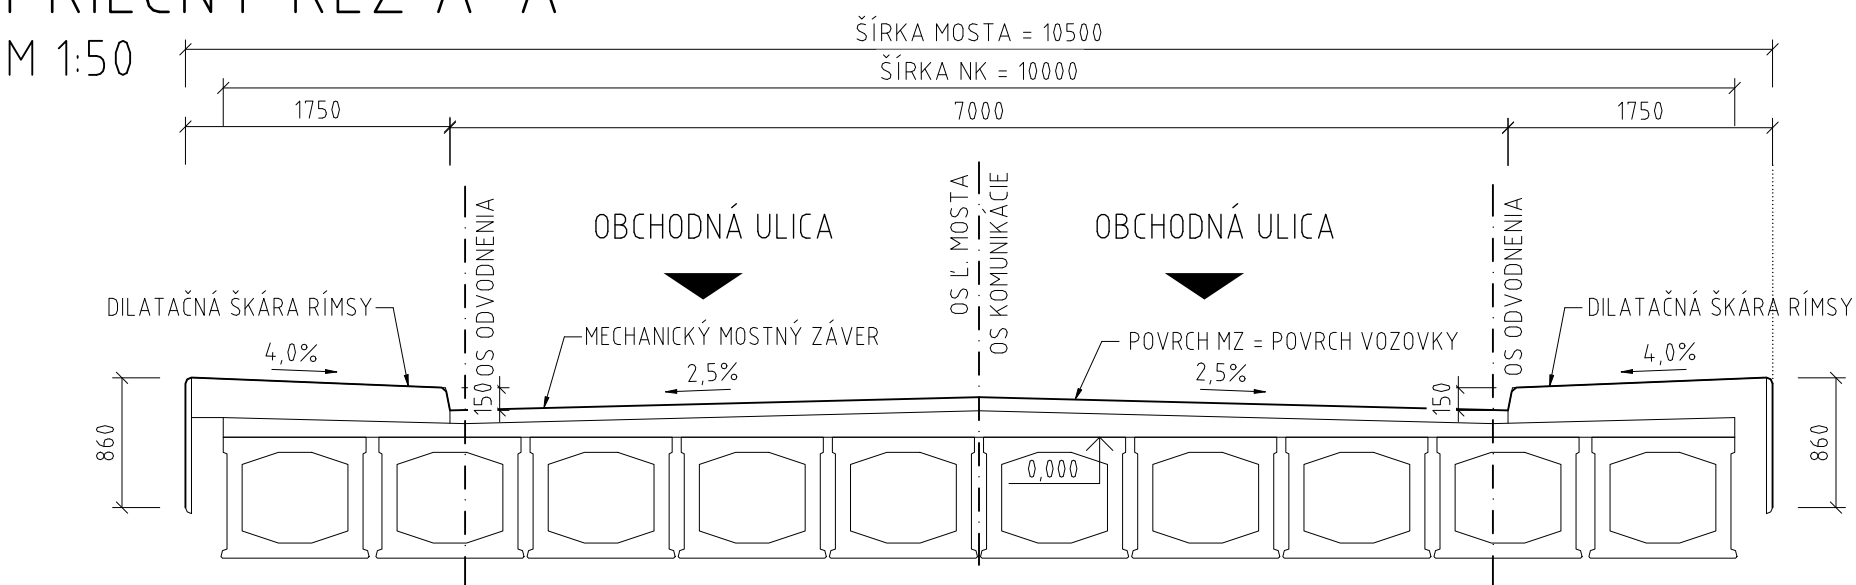 PRIEČNY REZ A-A
M 1:50
ŠÍRKA MOSTA = 10500
ŠÍRKA NK = 10000
1750
7000
1750
OS ODVODNENIA
OBCHODNÁ ULICA
OS Ľ. MOSTA
OS KOMUNIKÁCIE
OBCHODNÁ ULICA
OS ODVODNENIA
DILATAČNÁ ŠKÁRA RÍMSY
MECHANICKÝ MOSTNÝ ZÁVER
POVRCH MZ = POVRCH VOZOVKY
DILATAČNÁ ŠKÁRA RÍMSY
4,0%
2,5%
2,5%
4,0%
150
150
860
0,000
860